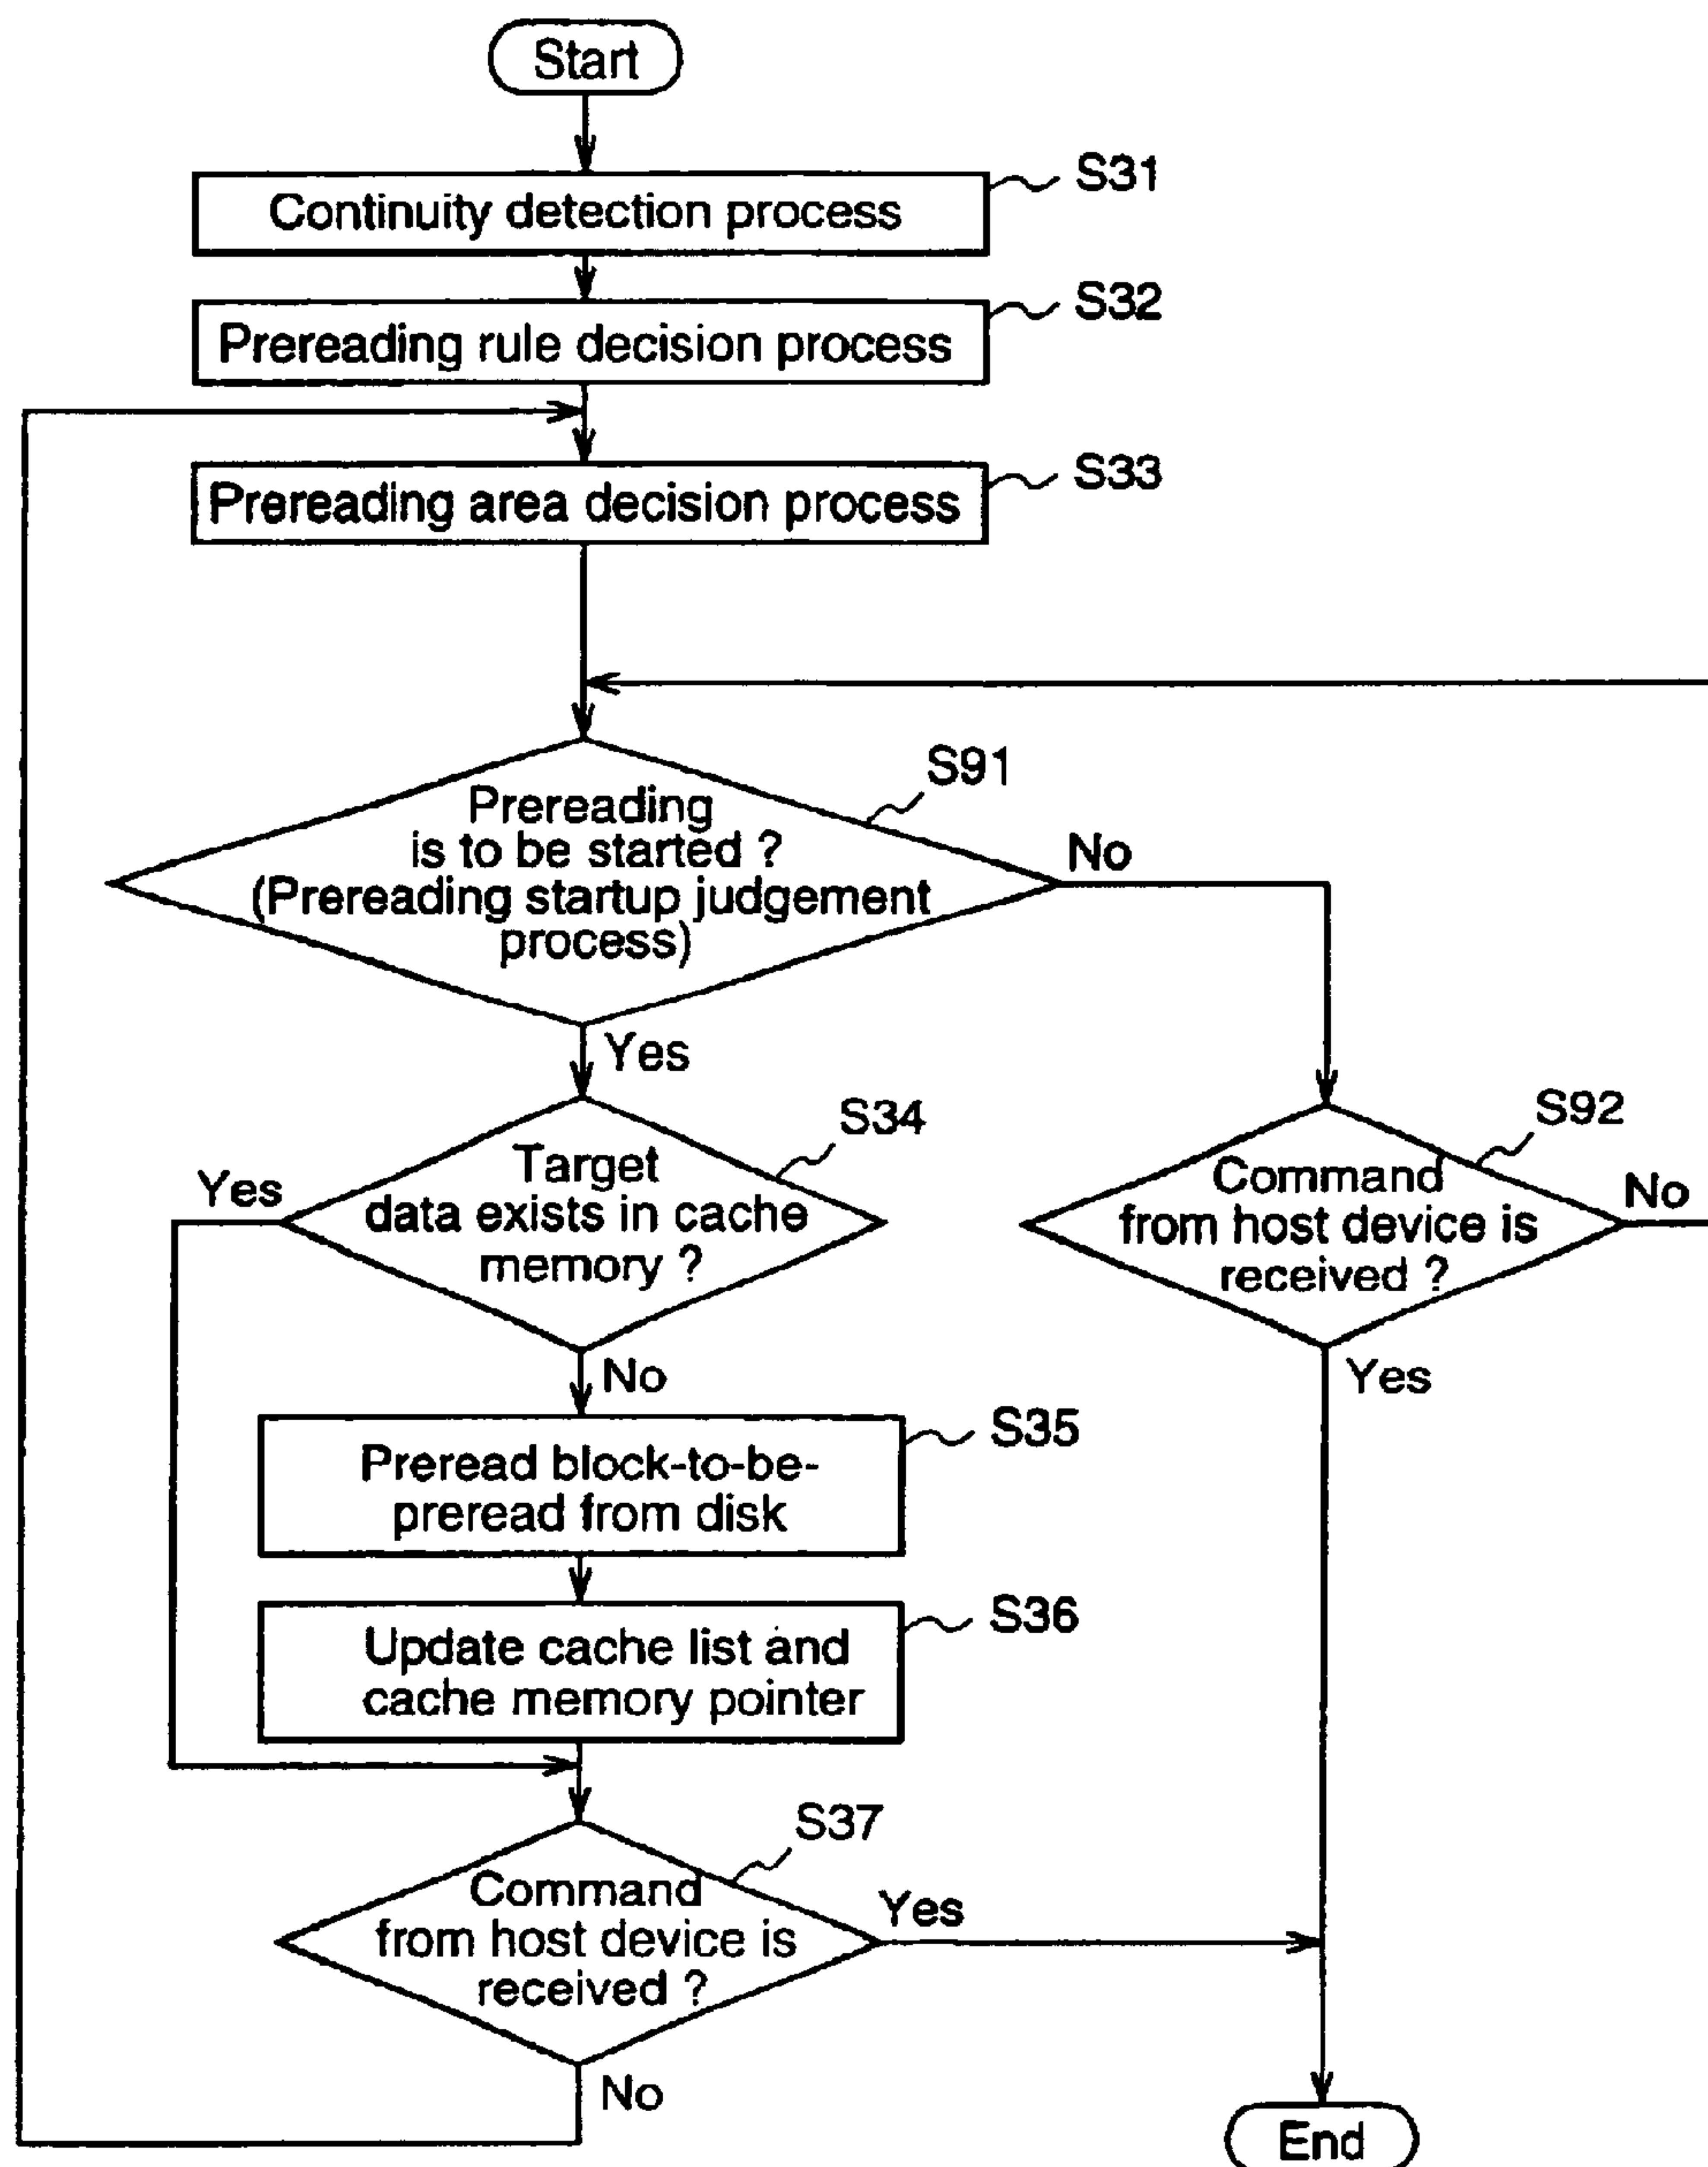 Start
Continuity detection process
S31
Prereading rule decision process
S32
Prereading area decision process
S33
S91
Prereading
is to be started ?
(Prereading startup judgement
process)
No
Yes
S34
Target
data exists in cache
memory ?
Yes
No
S92
Command
from host device is
received ?
No
Yes
S35
Preread block-to-be-
preread from disk
S36
Update cache list and
cache memory pointer
S37
Command
from host device is
received ?
Yes
No
End